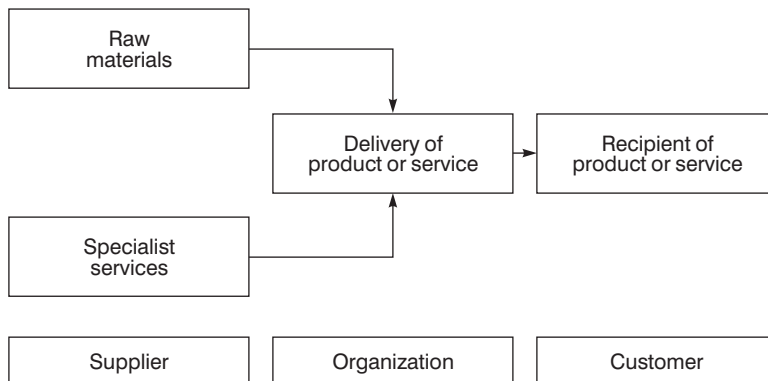 Raw
materials
Delivery of
product or service
Recipient of
product or service
Specialist
services
Supplier
Organization
Customer